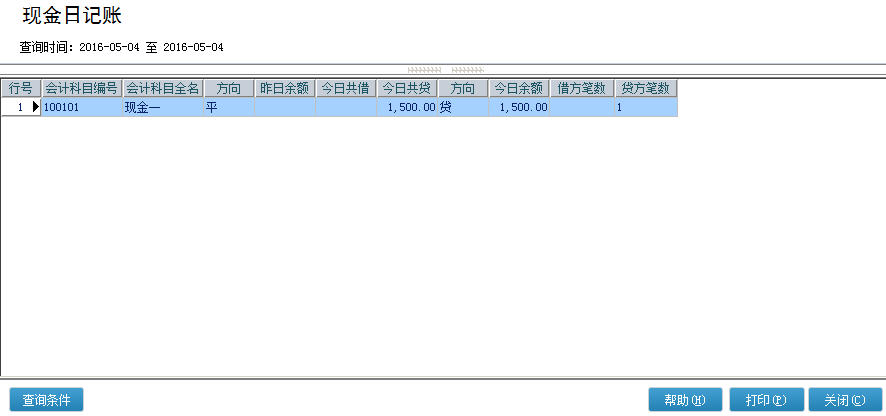 现金日记账
查询时间：2016-05-04 至 2016-05-04
行号 会计科目编号 会计科目全名 方向 昨日余额 今日共借 今日共贷 方向 今日余额 借方笔数 贷方笔数
1 100101 现金一 平 1,500.00 贷 1,500.00 1
查询条件 帮助(H) 打印(P) 关闭(C)